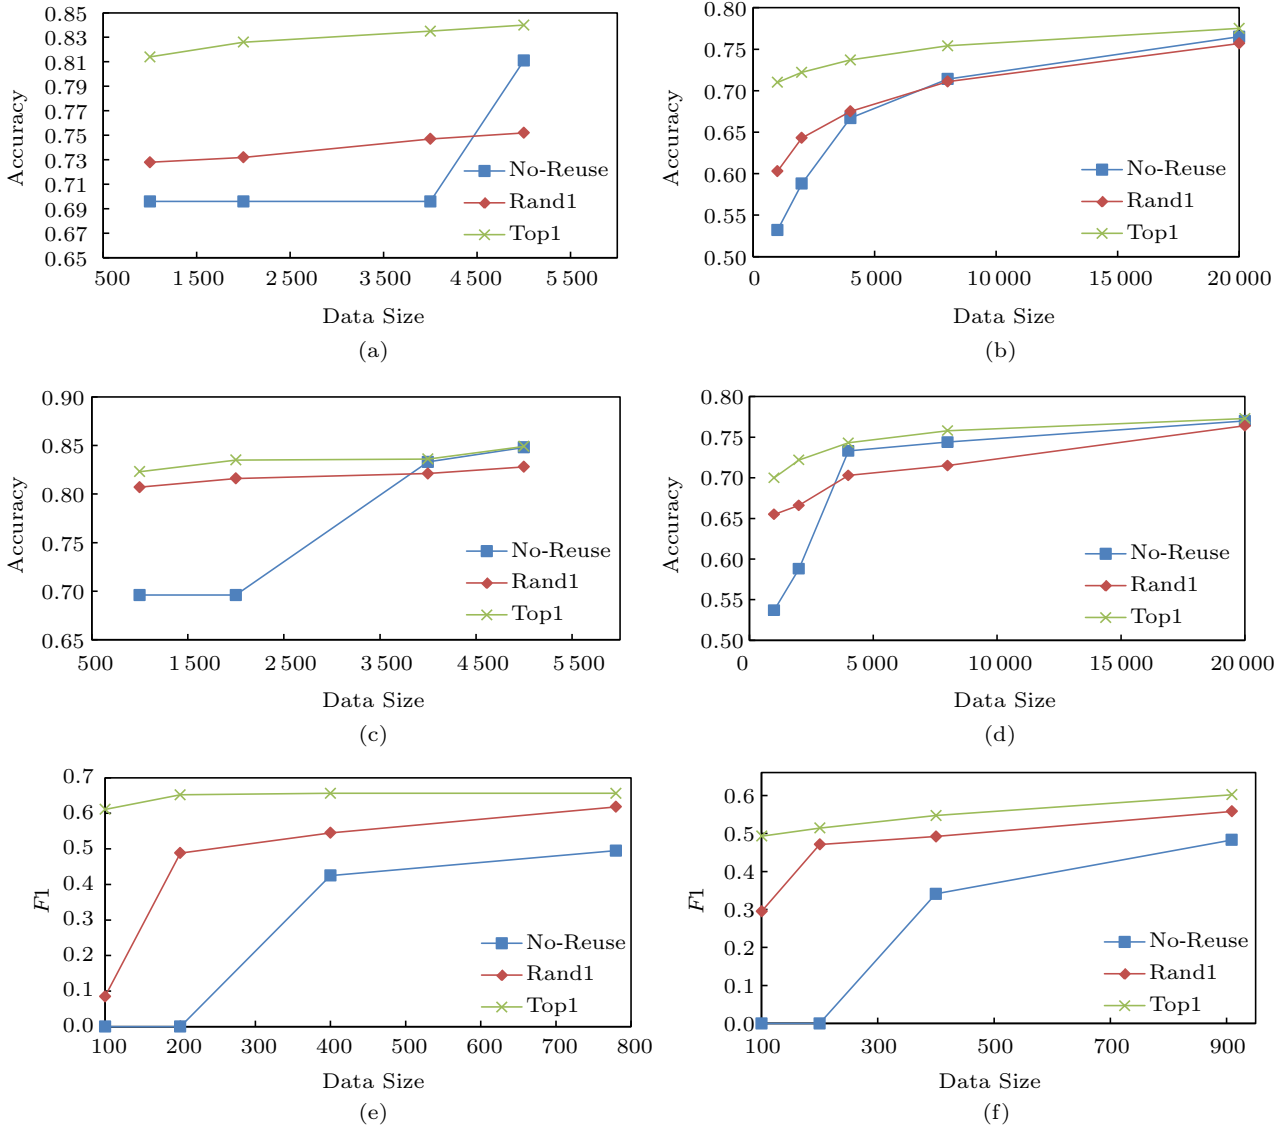 0.85
0.83
0.81
0.79
0.77
0.75
0.73
0.71
0.69
0.67
0.65
Accuracy
No-Reuse
Rand1
Top1
500 1 500 2 500 3 500 4 500 5 500
Data Size
(a)
0.80
0.75
0.70
0.65
0.60
0.55
0.50
Accuracy
No-Reuse
Rand1
Top1
0 5 000 10 000 15 000 20 000
Data Size
(b)
0.90
0.85
0.80
0.75
0.70
0.65
Accuracy
No-Reuse
Rand1
Top1
500 1 500 2 500 3 500 4 500 5 500
Data Size
(c)
0.80
0.75
0.70
0.65
0.60
0.55
0.50
Accuracy
No-Reuse
Rand1
Top1
0 5 000 10 000 15 000 20 000
Data Size
(d)
0.7
0.6
0.5
0.4
0.3
0.2
0.1
0.0
F1
No-Reuse
Rand1
Top1
100 200 300 400 500 600 700 800
Data Size
(e)
0.6
0.5
0.4
0.3
0.2
0.1
0.0
F1
No-Reuse
Rand1
Top1
100 300 500 700 900
Data Size
(f)